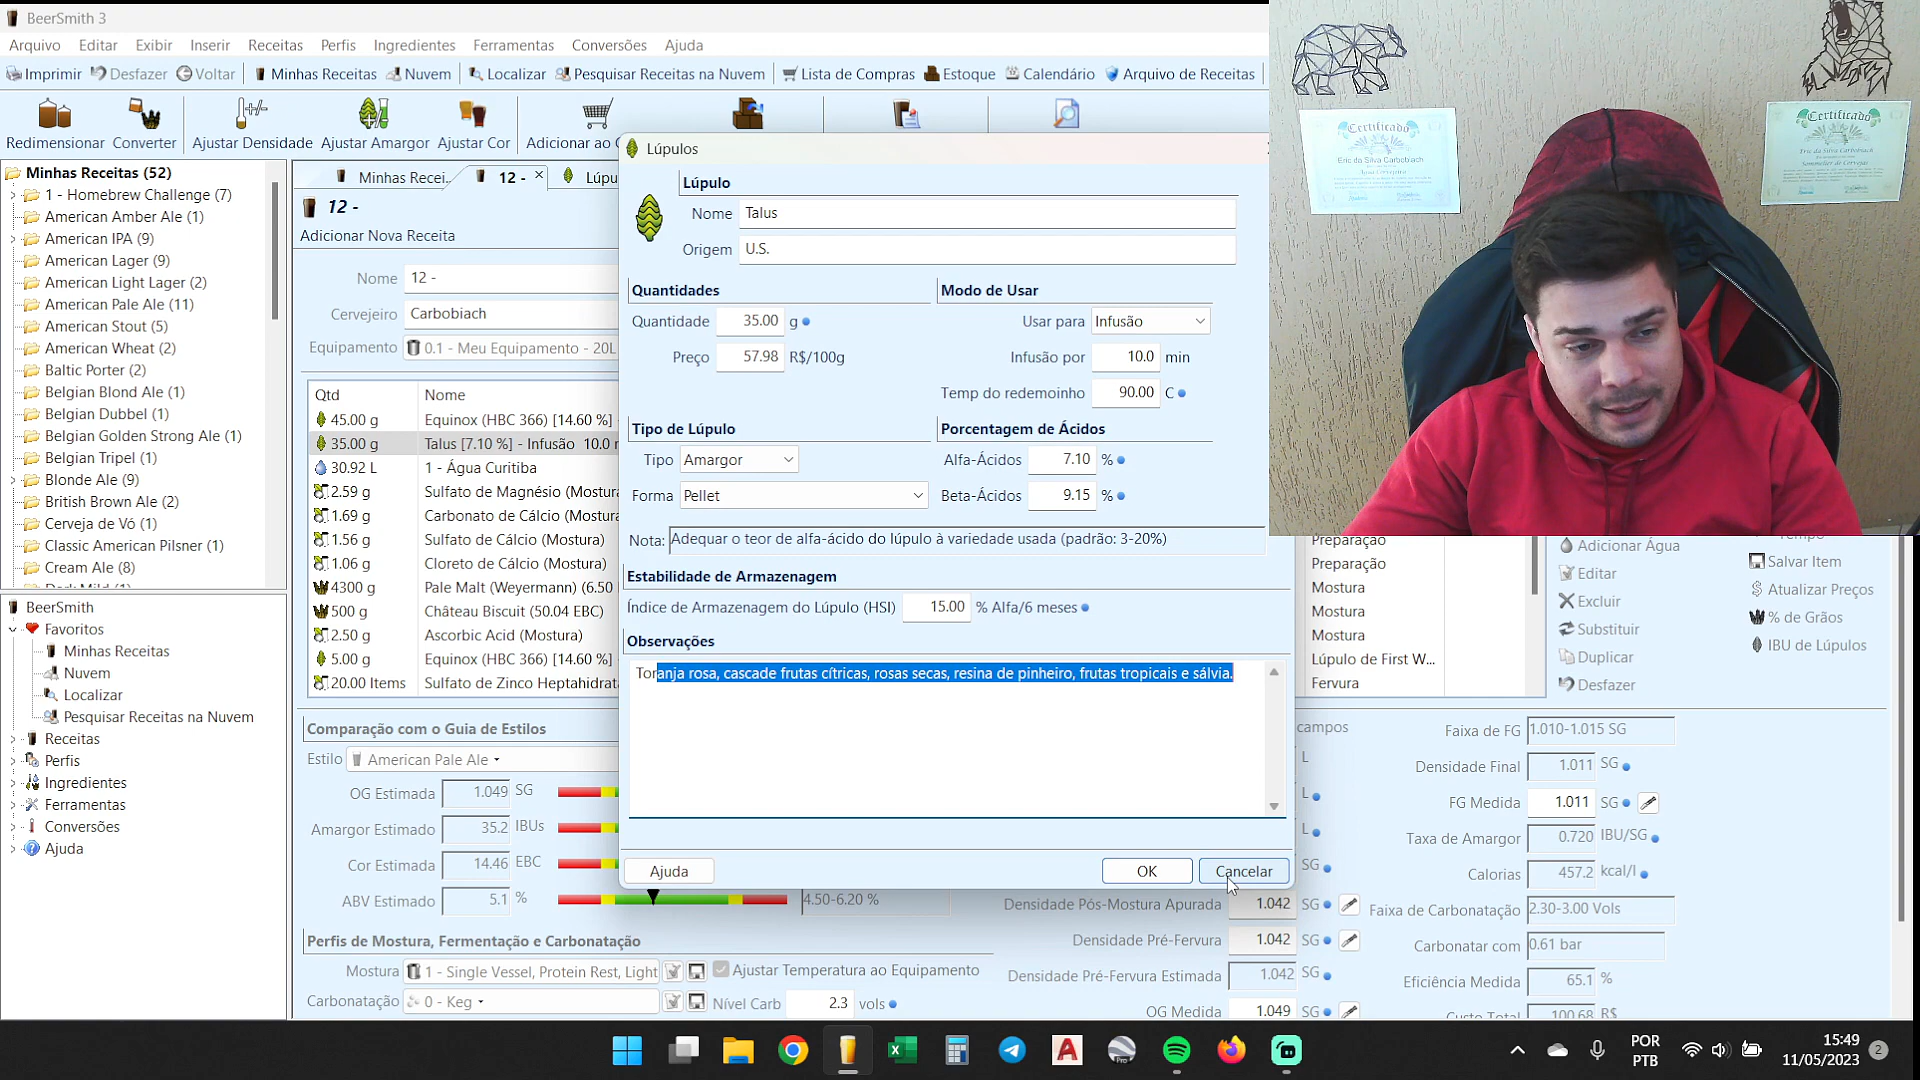 BeerSmith 3
Arquivo Editar Exibir Inserir Receitas Perfis Ingredientes Ferramentas Conversões Ajuda
Imprimir Desfazer Voltar Minhas Receitas Nuvem Localizar Pesquisar Receitas na Nuvem Lista de Compras Estoque Calendário Arquivo de Receitas
Redimensionar Converter Ajustar Densidade Ajustar Amargor Ajustar Cor Adicionar ao
Minhas Receitas (52)
1 - Homebrew Challenge (7)
American Amber Ale (1)
American IPA (9)
American Lager (9)
American Light Lager (2)
American Pale Ale (11)
American Stout (5)
American Wheat (2)
Baltic Porter (2)
Belgian Blond Ale (1)
Belgian Dubbel (1)
Belgian Golden Strong Ale (1)
Belgian Tripel (1)
Blonde Ale (9)
British Brown Ale (2)
Cerveja de Vó (1)
Classic American Pilsner (1)
Cream Ale (8)
Dark Mild (1)
BeerSmith
Favoritos
Minhas Receitas
Nuvem
Localizar
Pesquisar Receitas na Nuvem
Receitas
Perfis
Ingredientes
Ferramentas
Conversões
Ajuda
Minhas Recei... 12 - Lúpu
12 -
Adicionar Nova Receita
Nome 12 -
Cervejeiro Carbobiach
Equipamento 0.1 - Meu Equipamento - 20L
Qtd Nome
45.00 g Equinox (HBC 366) [14.60 %]
35.00 g Talus [7.10 %] - Infusão 10.0 m
30.92 L 1 - Água Curitiba
2.59 g Sulfato de Magnésio (Mostura
1.69 g Carbonato de Cálcio (Mostura
1.56 g Sulfato de Cálcio (Mostura)
1.06 g Cloreto de Cálcio (Mostura)
4300 g Pale Malt (Weyermann) (6.50
500 g Château Biscuit (50.04 EBC)
2.50 g Ascorbic Acid (Mostura)
5.00 g Equinox (HBC 366) [14.60 %]
20.00 Items Sulfato de Zinco Heptahidrata
Comparação com o Guia de Estilos
Estilo American Pale Ale
OG Estimada 1.049 SG
Amargor Estimado 35.2 IBUs
Cor Estimada 14.46 EBC
ABV Estimado 5.1 % 4.50-6.20 %
Perfis de Mostura, Fermentação e Carbonatação
Mostura 1 - Single Vessel, Protein Rest, Light Ajustar Temperatura ao Equipamento
Carbonatação 0 - Keg Nível Carb 2.3 vols
Lúpulos
Lúpulo
Nome Talus
Origem U.S.
Quantidades Modo de Usar
Quantidade 35.00 g Usar para Infusão
Preço 57.98 R$/100g Infusão por 10.0 min
Temp do redemoinho 90.00 C
Tipo de Lúpulo Porcentagem de Ácidos
Tipo Amargor Alfa-Ácidos 7.10 %
Forma Pellet Beta-Ácidos 9.15 %
Nota: Adequar o teor de alfa-ácido do lúpulo à variedade usada (padrão: 3-20%)
Estabilidade de Armazenagem
Índice de Armazenagem do Lúpulo (HSI) 15.00 % Alfa/6 meses
Observações
Toranja rosa, cascade frutas cítricas, rosas secas, resina de pinheiro, frutas tropicais e sálvia.
Ajuda OK Cancelar
Preparação
Preparação
Mostura
Mostura
Mostura
Lúpulo de First W...
Fervura
Adicionar Água
Editar
Excluir
Substituir
Duplicar
Desfazer
Tempo
Salvar Item
Atualizar Preços
% de Grãos
IBU de Lúpulos
campos
L
L
L
SG
Densidade Pós-Mostura Apurada 1.042 SG
Densidade Pré-Fervura 1.042 SG
Densidade Pré-Fervura Estimada 1.042 SG
OG Medida 1.049 SG
Faixa de FG 1.010-1.015 SG
Densidade Final 1.011 SG
FG Medida 1.011 SG
Taxa de Amargor 0.720 IBU/SG
Calorias 457.2 kcal/l
Faixa de Carbonatação 2.30-3.00 Vols
Carbonatar com 0.61 bar
Eficiência Medida 65.1 %
Custo Total 100.68 R$
Certificado
Eric da Silva Carbobiach
Certificado
Eric da Silva Carbobiach
Sommelier de Cervejas
POR
PTB
15:49
11/05/2023
2